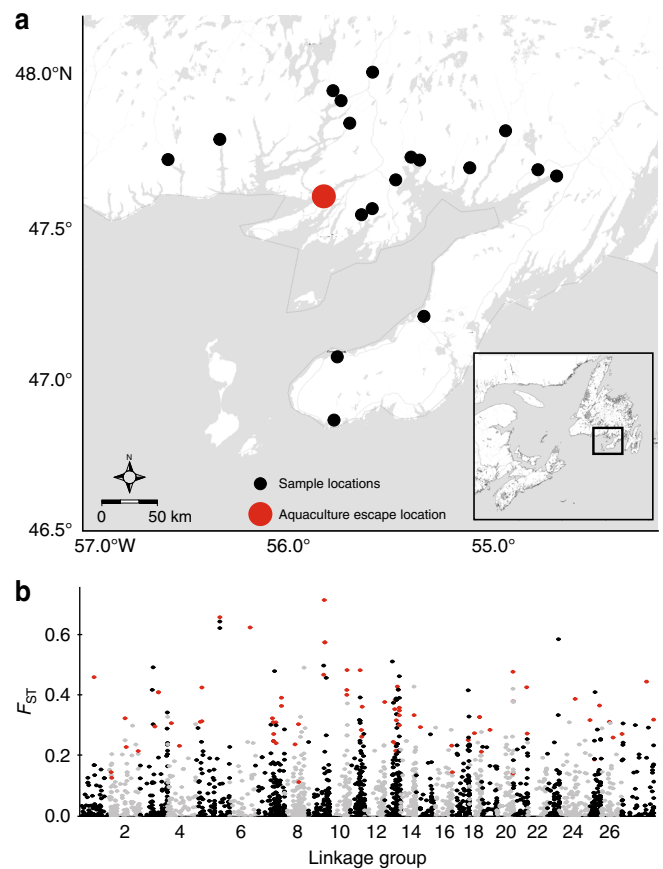 a
48.0°N
47.5°
47.0°
46.5°
Sample locations
Aquaculture escape location
0 50 km
57.0°W 56.0° 55.0°
b
0.6
0.4
0.2
0.0
FST
2 4 6 8 10 12 14 16 18 20 22 24 26
Linkage group